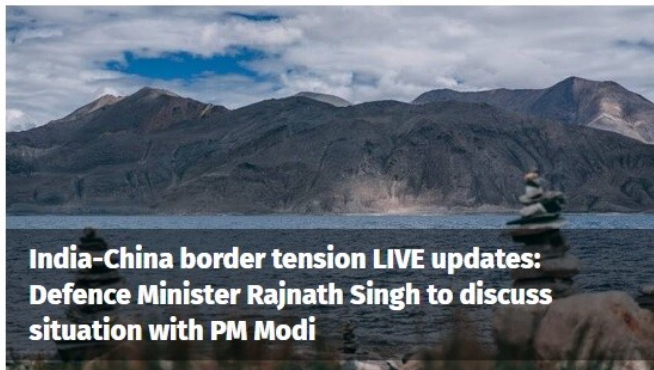 India-China border tension LIVE updates:
Defence Minister Rajnath Singh to discuss
situation with PM Modi